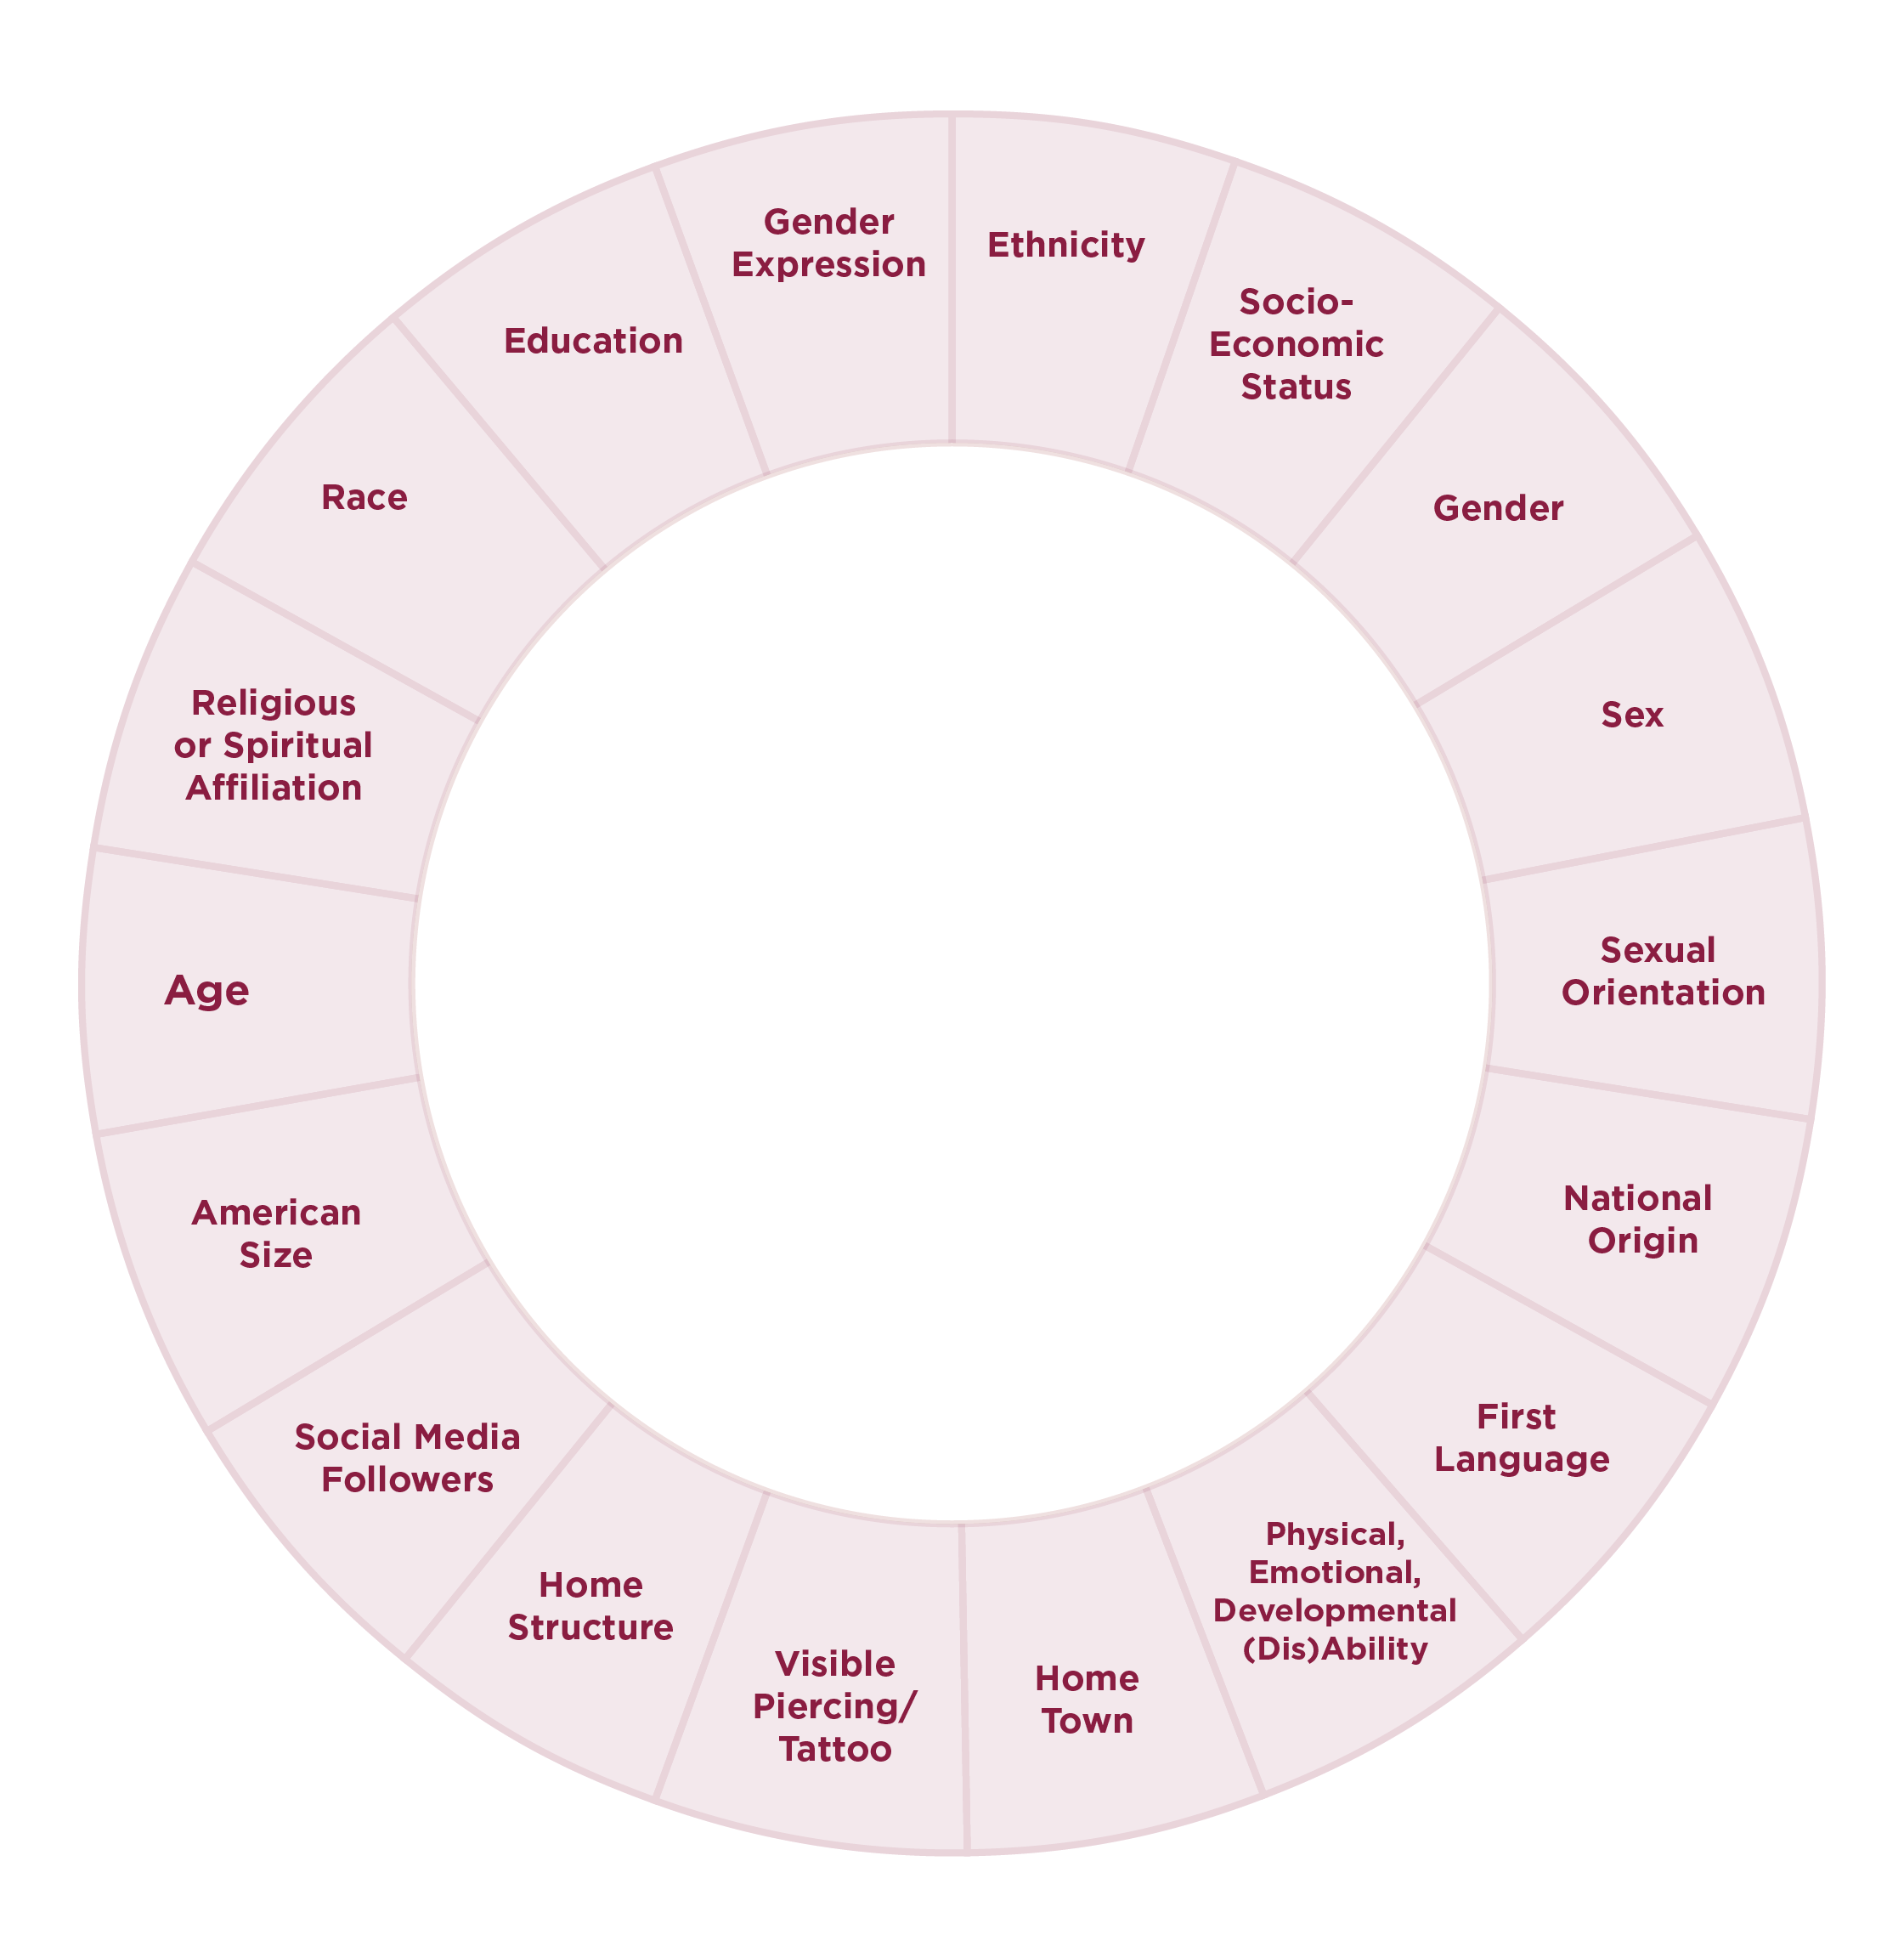 Gender
Expression
Ethnicity
Socio-
Economic
Status
Gender
Sex
Sexual
Orientation
National
Origin
First
Language
Physical,
Emotional,
Developmental
(Dis)Ability
Home
Town
Visible
Piercing/
Tattoo
Home
Structure
Social Media
Followers
American
Size
Age
Religious
or Spiritual
Affiliation
Race
Education